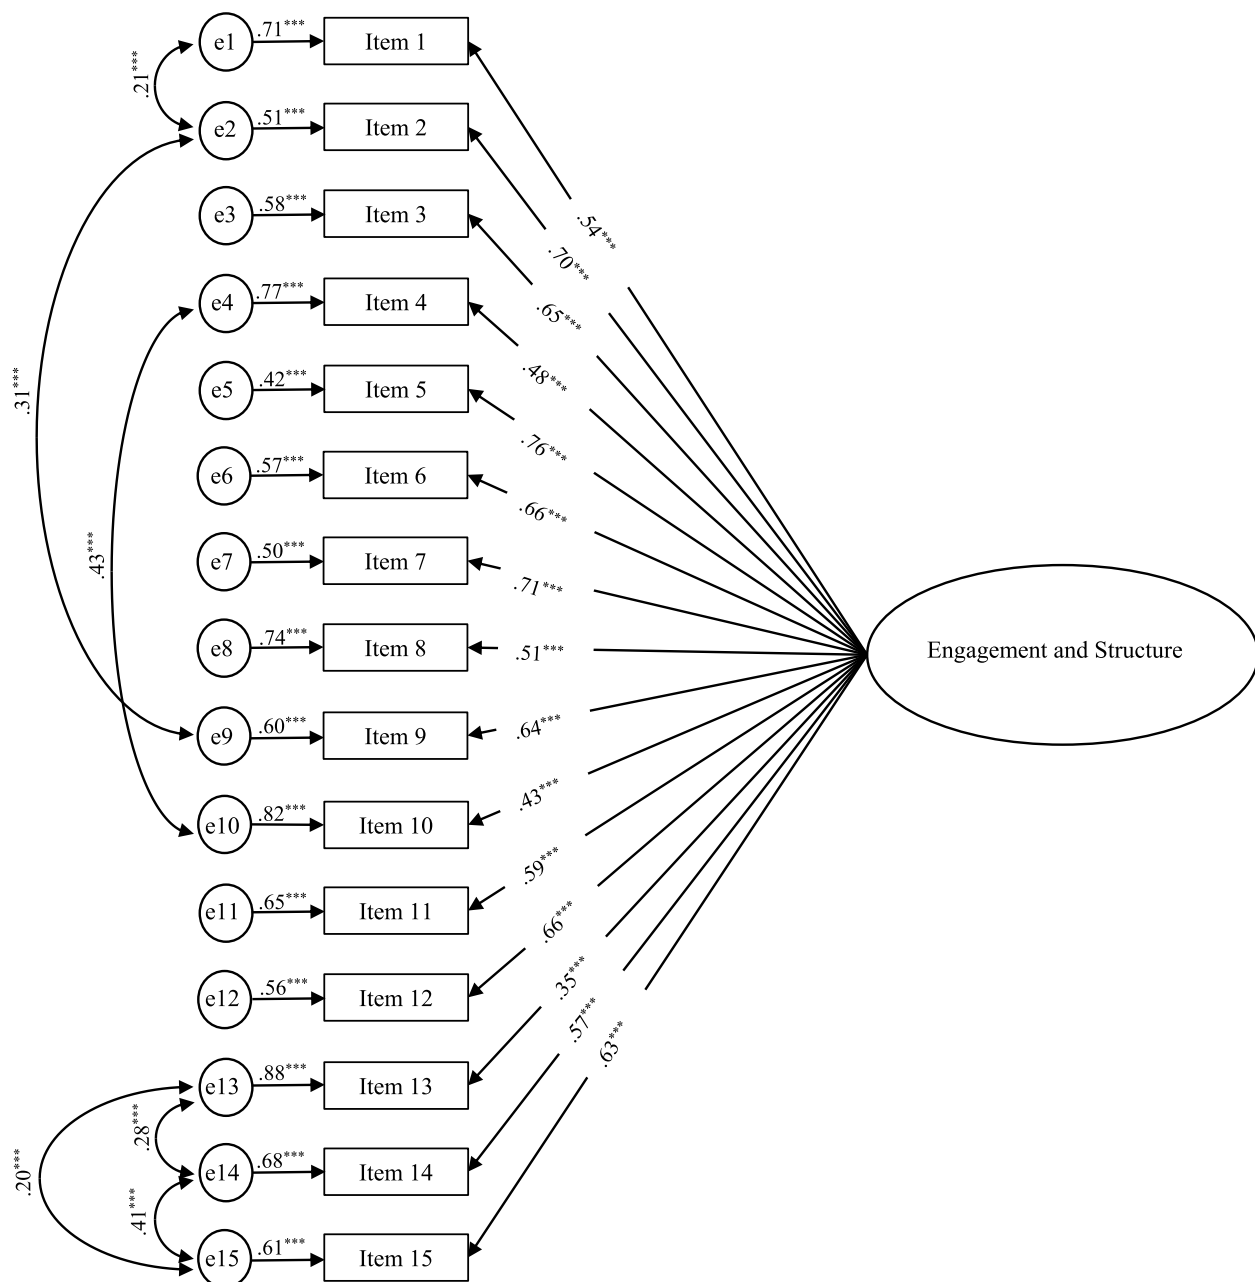 e1 .71*** Item 1
.21***
e2 .51*** Item 2
e3 .58*** Item 3
.54***
.70***
e4 .77*** Item 4
.65***
.48***
.31***
e5 .42*** Item 5
.76***
e6 .57*** Item 6
.66***
.43***
e7 .50*** Item 7
.71***
e8 .74*** Item 8
.51***
Engagement and Structure
e9 .60*** Item 9
.64***
e10 .82*** Item 10
.43***
.59***
e11 .65*** Item 11
.66***
e12 .56*** Item 12
.35***
.57***
.63***
e13 .88*** Item 13
.28***
.20***
e14 .68*** Item 14
.41***
e15 .61*** Item 15